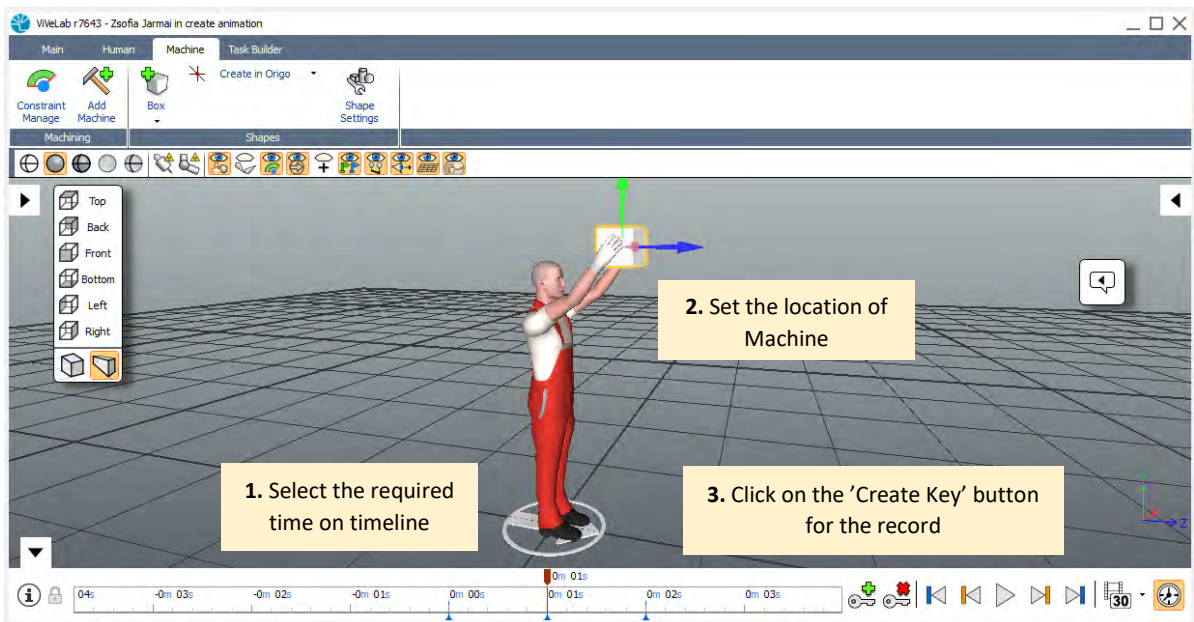 ViVeLab r7643 - Zsofia Jarmai in create animation
Main Human Machine Task Builder
Constraint Manage
Add Machine
Box
Create in Origo
Shape Settings
Machining
Shapes
Top
Back
Front
Bottom
Left
Right
2. Set the location of
Machine
1. Select the required
time on timeline
3. Click on the ’Create Key’ button
for the record
Z
0m 01s
04s -0m 03s -0m 02s -0m 01s 0m 00s 0m 01s 0m 02s 0m 03s
30